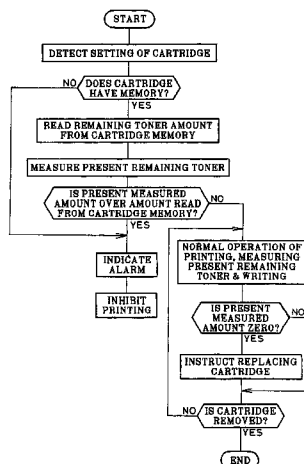 START
DETECT SETTING OF CARTRIDGE
NO
DOES CARTRIDGE
HAVE MEMORY?
YES
READ REMAINING TONER AMOUNT
FROM CARTRIDGE MEMORY
MEASURE PRESENT REMAINING TONER
IS PRESENT MEASURED
AMOUNT OVER AMOUNT READ
FROM CARTRIDGE MEMORY?
NO
YES
INDICATE
ALARM
INHIBIT
PRINTING
NORMAL OPERATION OF
PRINTING, MEASURING
PRESENT REMAINING
TONER & WRITING
IS PRESENT
MEASURED
AMOUNT ZERO?
NO
YES
INSTRUCT REPLACING
CARTRIDGE
NO
IS CARTRIDGE
REMOVED?
YES
END